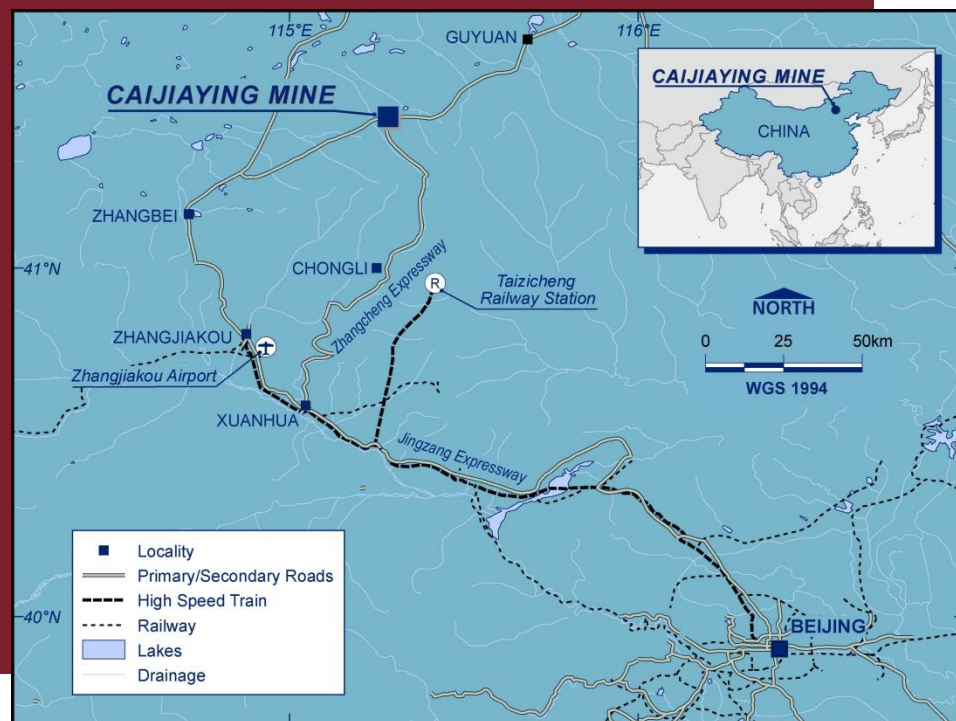 115°E
116°E
GUYUAN
CAIJIAYING MINE
CAIJIAYING MINE
CHINA
ZHANGBEI
41°N
CHONGLI
Zhangcheng Expressway
R
Taizicheng
Railway Station
NORTH
0 25 50km
WGS 1994
ZHANGJIAKOU
Zhangjiakou Airport
XUANHUA
Jingzang Expressway
Locality
Primary/Secondary Roads
High Speed Train
Railway
Lakes
Drainage
40°N
BEIJING